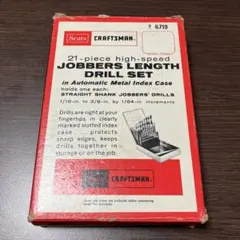 9 6719
Sears CRAFTSMAN®
21-piece high-speed
JOBBERS LENGTH
DRILL SET
in Automatic Metal Index Case
holds one each:
STRAIGHT SHANK JOBBERS' DRILLS
1/16-in. to 3/8-in. by 1/64-in. increments
Drills are right at your
fingertips in clearly
marked slotted index
case... protects
sharp edges, keeps
drills together in
storage or on the job.
Sears CRAFTSMAN.